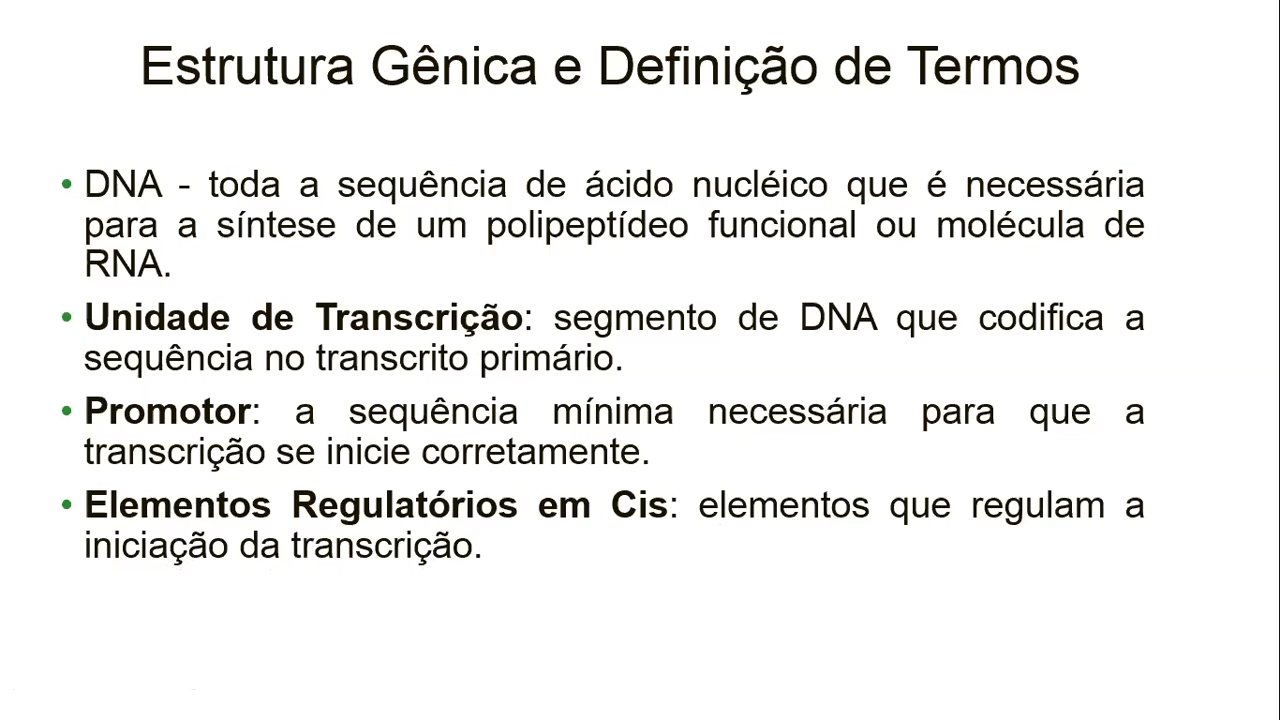 Estrutura Gênica e Definição de Termos
• DNA - toda a sequência de ácido nucléico que é necessária
para a síntese de um polipeptídeo funcional ou molécula de
RNA.
• Unidade de Transcrição: segmento de DNA que codifica a
sequência no transcrito primário.
• Promotor: a sequência mínima necessária para que a
transcrição se inicie corretamente.
• Elementos Regulatórios em Cis: elementos que regulam a
iniciação da transcrição.